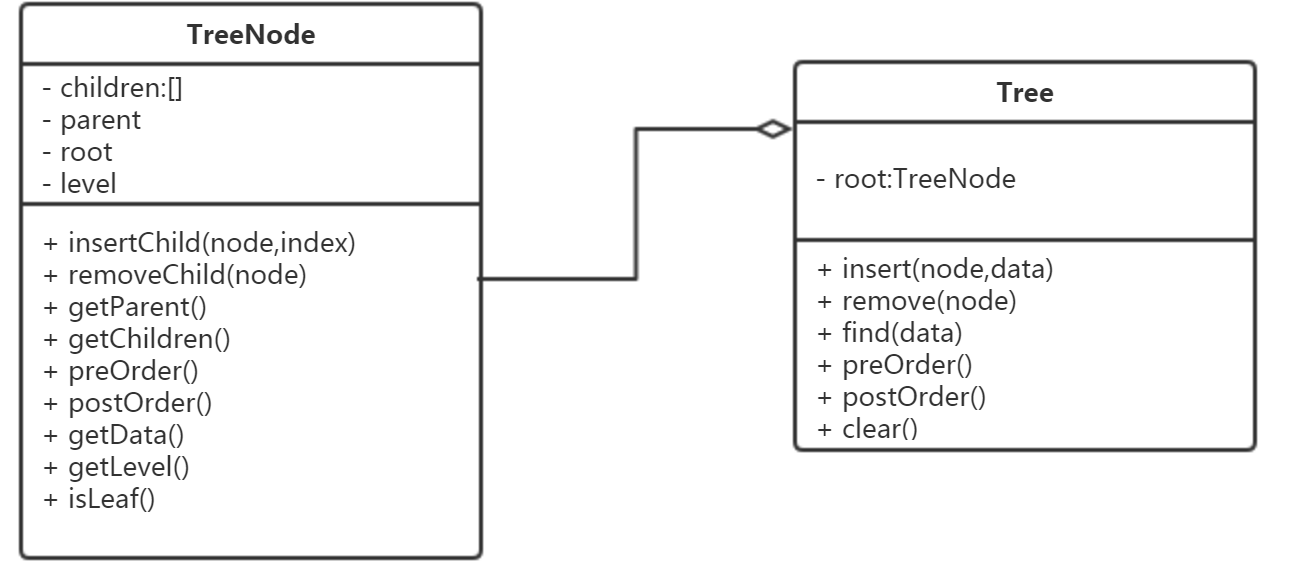 TreeNode
- children:[]
- parent
- root
- level
+ insertChild(node,index)
+ removeChild(node)
+ getParent()
+ getChildren()
+ preOrder()
+ postOrder()
+ getData()
+ getLevel()
+ isLeaf()
Tree
- root:TreeNode
+ insert(node,data)
+ remove(node)
+ find(data)
+ preOrder()
+ postOrder()
+ clear()